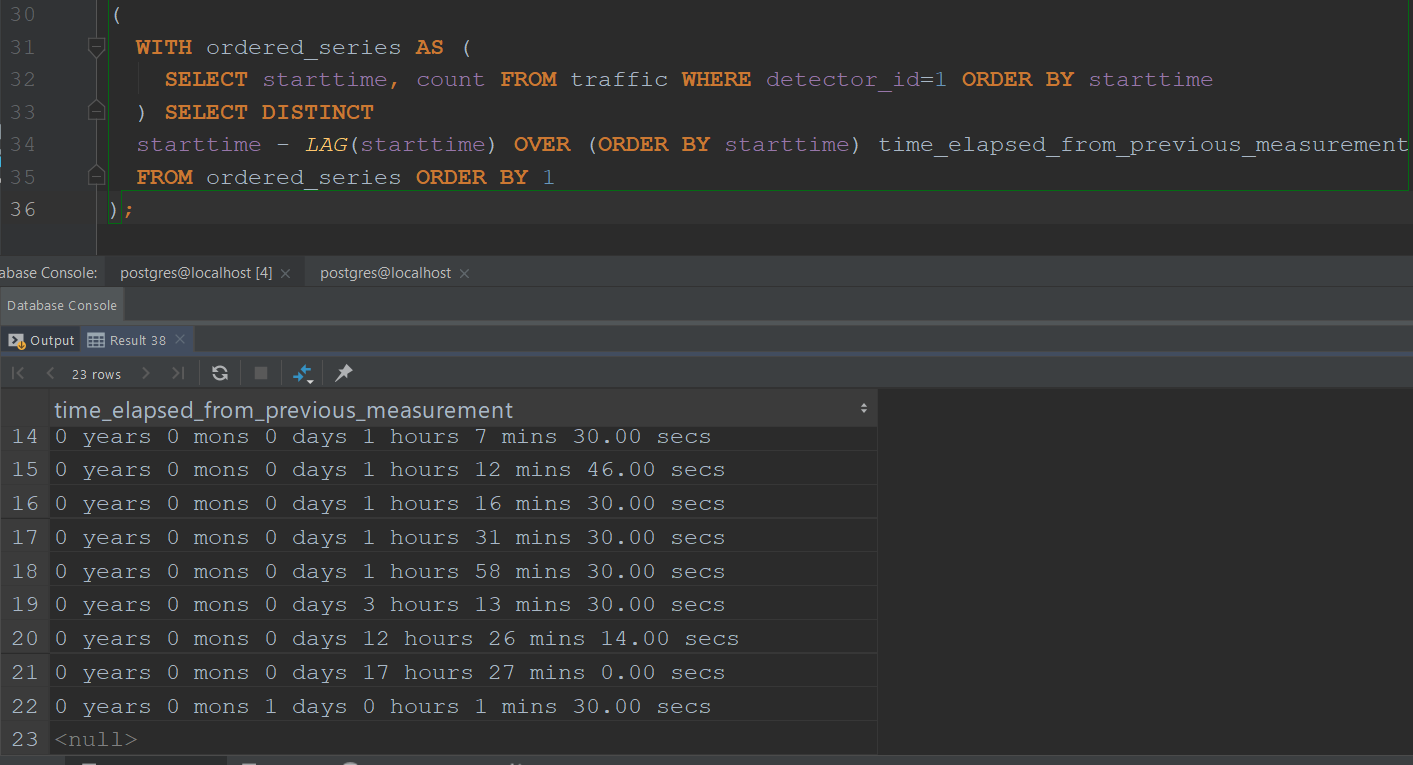 30 (
31 WITH ordered_series AS (
32 SELECT starttime, count FROM traffic WHERE detector_id=1 ORDER BY starttime
33 ) SELECT DISTINCT
34 starttime - LAG(starttime) OVER (ORDER BY starttime) time_elapsed_from_previous_measurement
35 FROM ordered_series ORDER BY 1
36 );
abase Console: postgres@localhost [4] postgres@localhost
Database Console
Output Result 38
23 rows
time_elapsed_from_previous_measurement
14 0 years 0 mons 0 days 1 hours 7 mins 30.00 secs
15 0 years 0 mons 0 days 1 hours 12 mins 46.00 secs
16 0 years 0 mons 0 days 1 hours 16 mins 30.00 secs
17 0 years 0 mons 0 days 1 hours 31 mins 30.00 secs
18 0 years 0 mons 0 days 1 hours 58 mins 30.00 secs
19 0 years 0 mons 0 days 3 hours 13 mins 30.00 secs
20 0 years 0 mons 0 days 12 hours 26 mins 14.00 secs
21 0 years 0 mons 0 days 17 hours 27 mins 0.00 secs
22 0 years 0 mons 1 days 0 hours 1 mins 30.00 secs
23 <null>